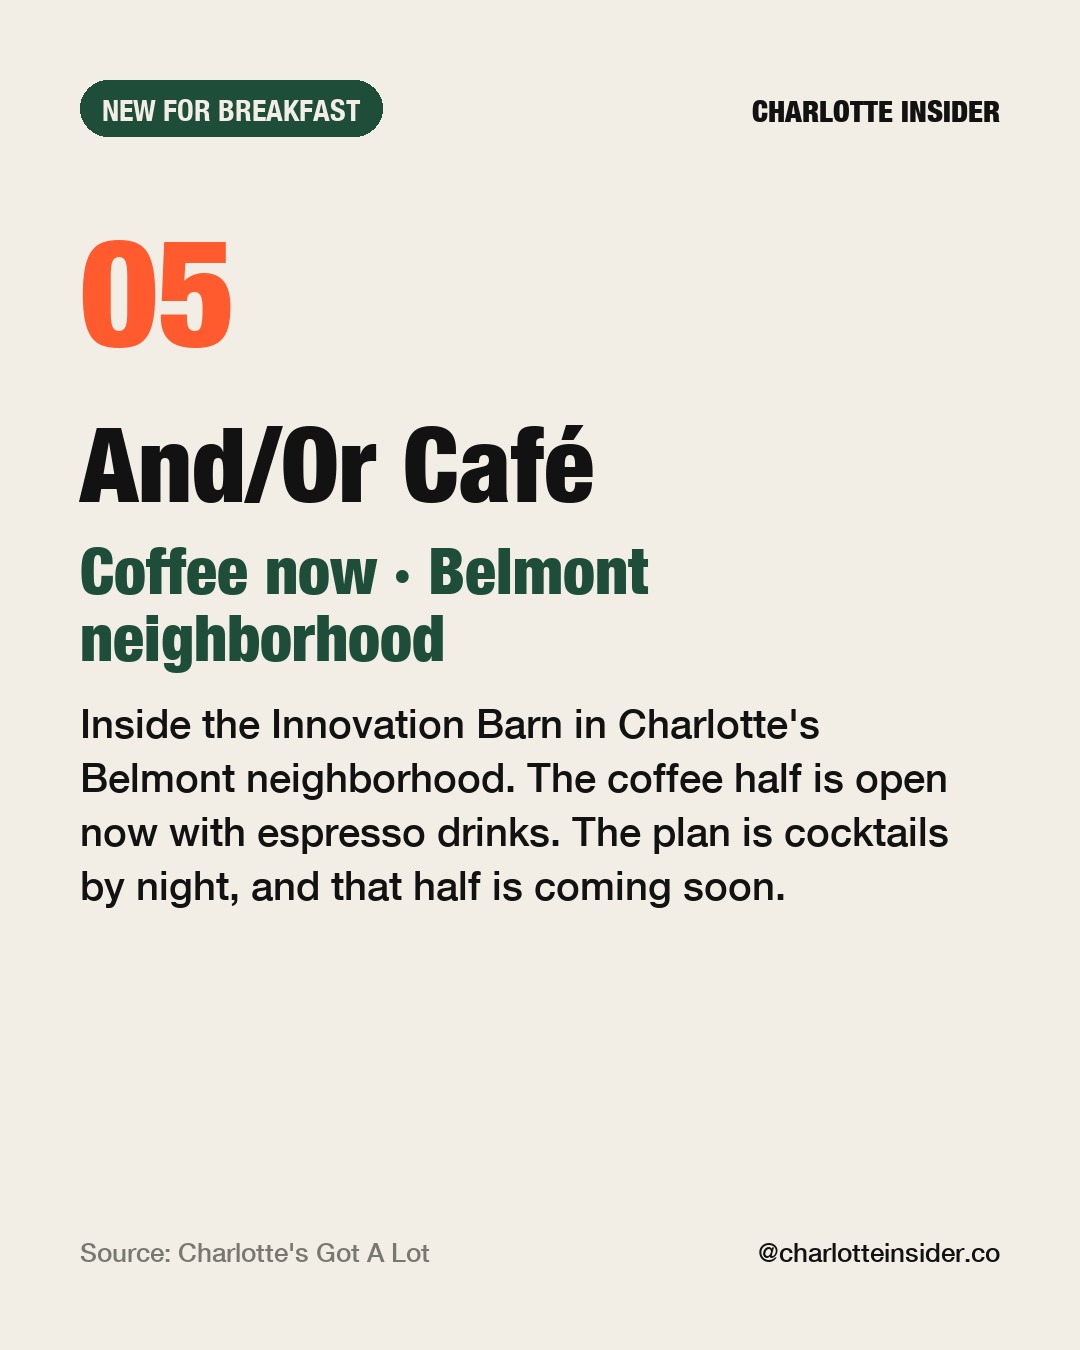 NEW FOR BREAKFAST
CHARLOTTE INSIDER
05
And/Or Café
Coffee now · Belmont
neighborhood
Inside the Innovation Barn in Charlotte's
Belmont neighborhood. The coffee half is open
now with espresso drinks. The plan is cocktails
by night, and that half is coming soon.
Source: Charlotte's Got A Lot
@charlotteinsider.co